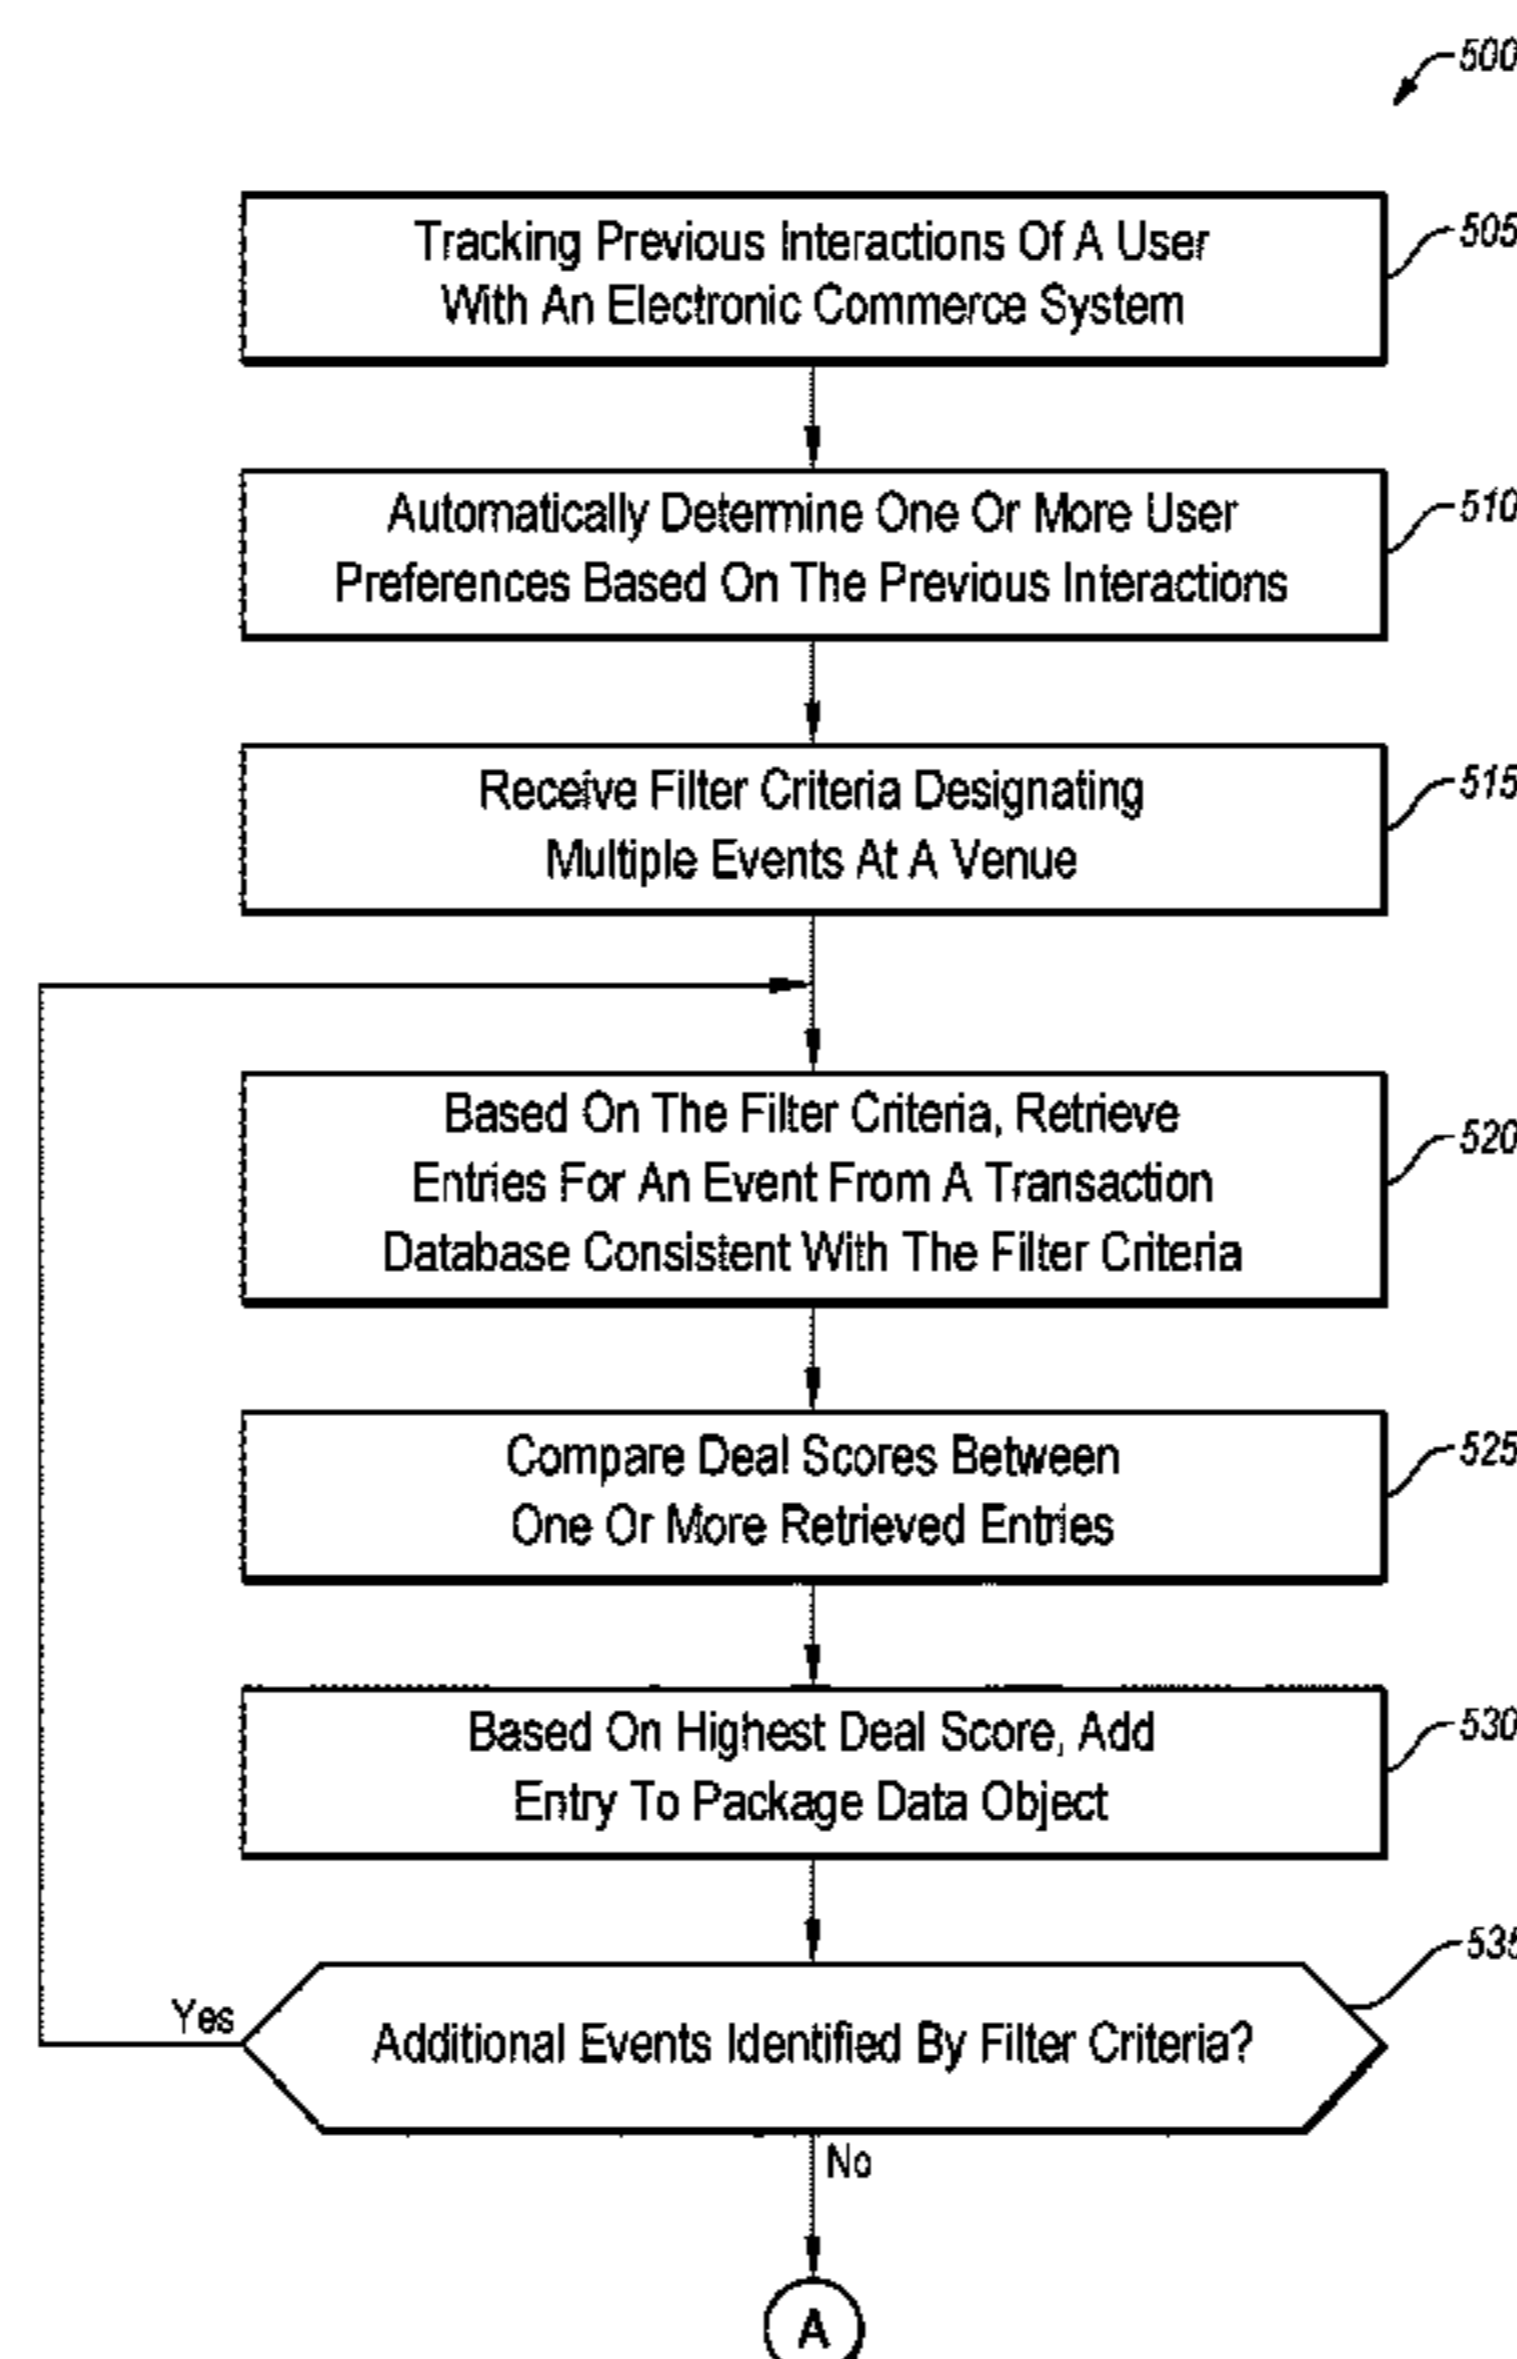 500
Tracking Previous Interactions Of A User
With An Electronic Commerce System
505
Automatically Determine One Or More User
Preferences Based On The Previous Interactions
510
Receive Filter Criteria Designating
Multiple Events At A Venue
515
Based On The Filter Criteria, Retrieve
Entries For An Event From A Transaction
Database Consistent With The Filter Criteria
520
Compare Deal Scores Between
One Or More Retrieved Entries
525
Based On Highest Deal Score, Add
Entry To Package Data Object
530
535
Yes
Additional Events Identified By Filter Criteria?
No
A